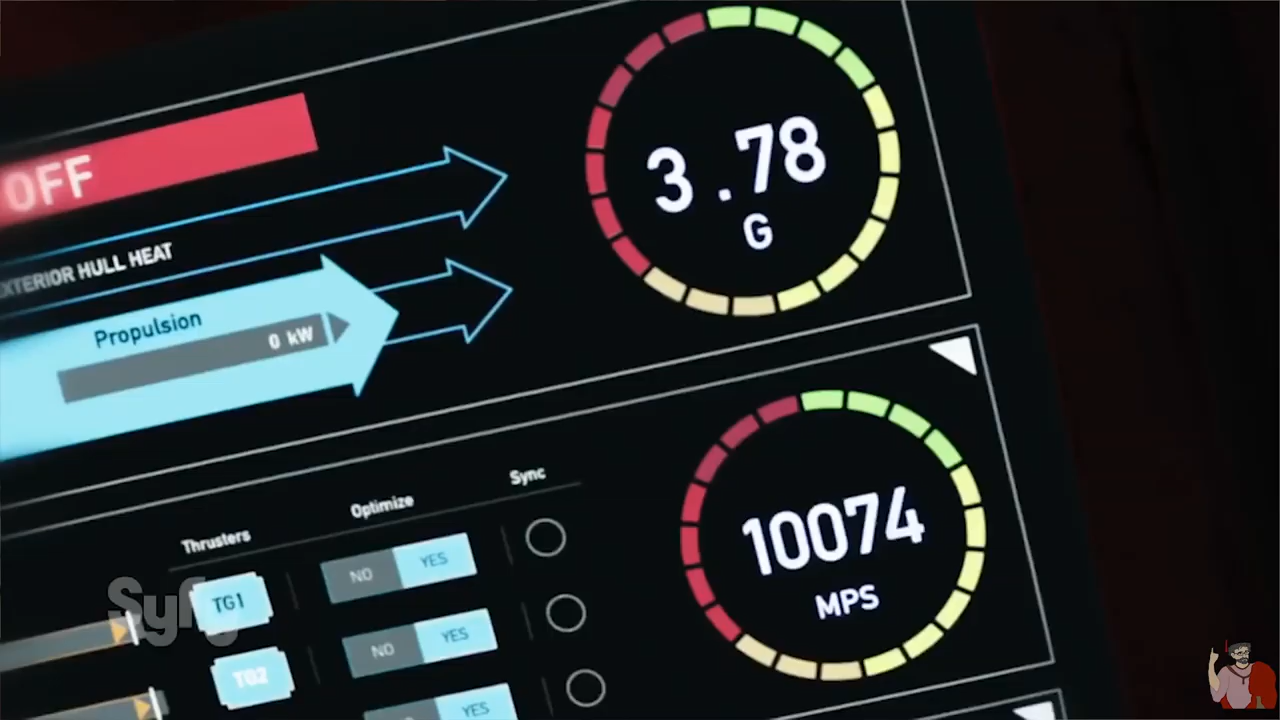 OFF
3.78
G
EXTERIOR HULL HEAT
Propulsion
0 kW
10074
MPS
Thrusters
Optimize
Sync
TG1
NO
YES
TG2
NO
YES
YES
Syfy